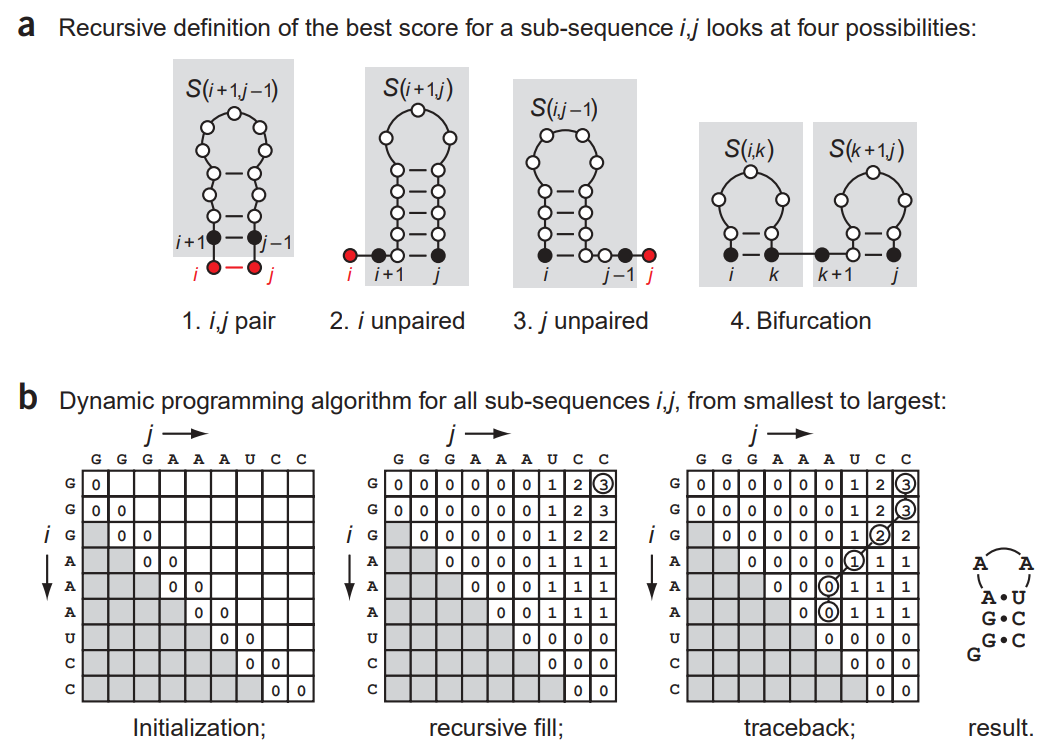 a Recursive definition of the best score for a sub-sequence i,j looks at four possibilities:
S(i+1,j−1)
i+1
j−1
i
j
1. i,j pair
S(i+1,j)
i
i+1
j
2. i unpaired
S(i,j−1)
i
j−1
j
3. j unpaired
S(i,k)
S(k+1,j)
i
k
k+1
j
4. Bifurcation
b Dynamic programming algorithm for all sub-sequences i,j, from smallest to largest:
j
i
G G G A A A U C C
G 0
G 0 0
G 0 0
A 0 0
A 0 0
A 0 0
U 0 0
C 0 0
C 0 0
Initialization;
j
i
G G G A A A U C C
G 0 0 0 0 0 0 1 2 3
G 0 0 0 0 0 0 1 2 3
G 0 0 0 0 0 1 2 2
A 0 0 0 0 1 1 1
A 0 0 0 1 1 1
A 0 0 1 1 1
U 0 0 0 0
C 0 0 0
C 0 0
recursive fill;
j
i
G G G A A A U C C
G 0 0 0 0 0 0 1 2 3
G 0 0 0 0 0 0 1 2 3
G 0 0 0 0 0 1 2 2
A 0 0 0 0 1 1 1
A 0 0 0 1 1 1
A 0 0 1 1 1
U 0 0 0 0
C 0 0 0
C 0 0
traceback;
A A
A•U
G•C
G•C
G
result.